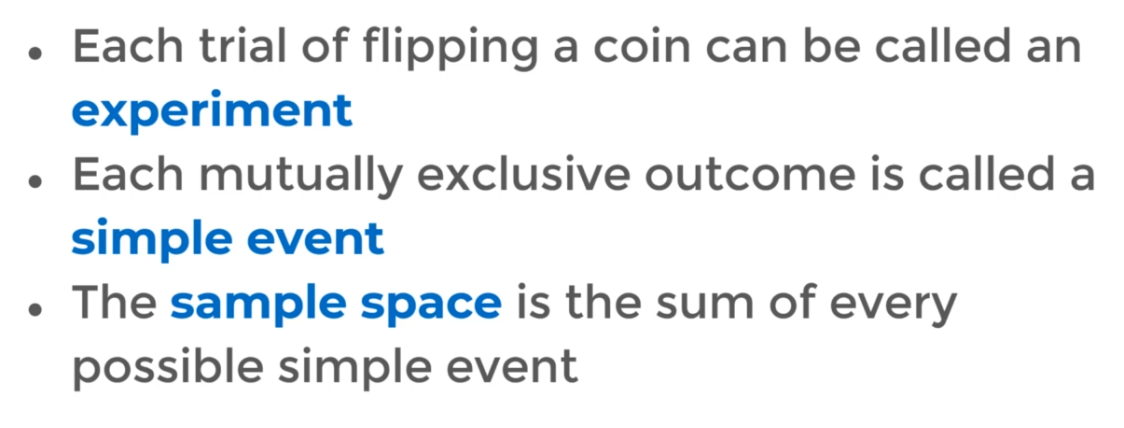 • Each trial of flipping a coin can be called an
experiment
• Each mutually exclusive outcome is called a
simple event
• The sample space is the sum of every
possible simple event